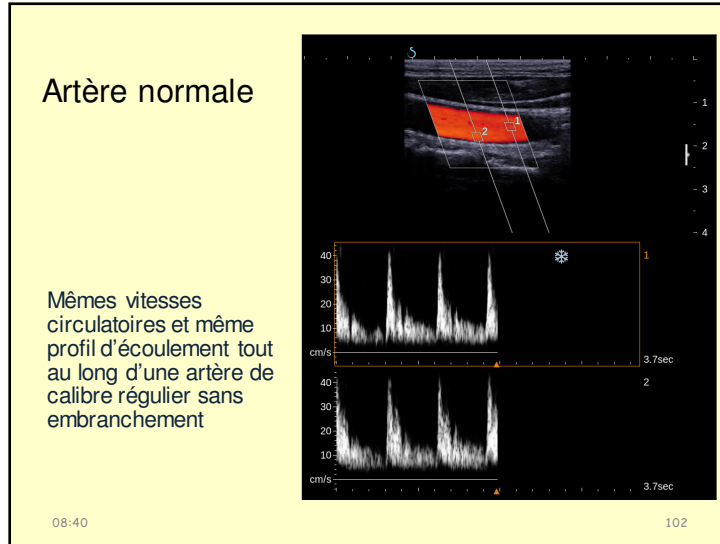 Artère normale
Mêmes vitesses
circulatoires et même
profil d'écoulement tout
au long d'une artère de
calibre régulier sans
embranchement
1
2
1
2
3
4
40
30
20
10
cm/s
1
3.7sec
40
30
20
10
cm/s
2
3.7sec
08:40
102